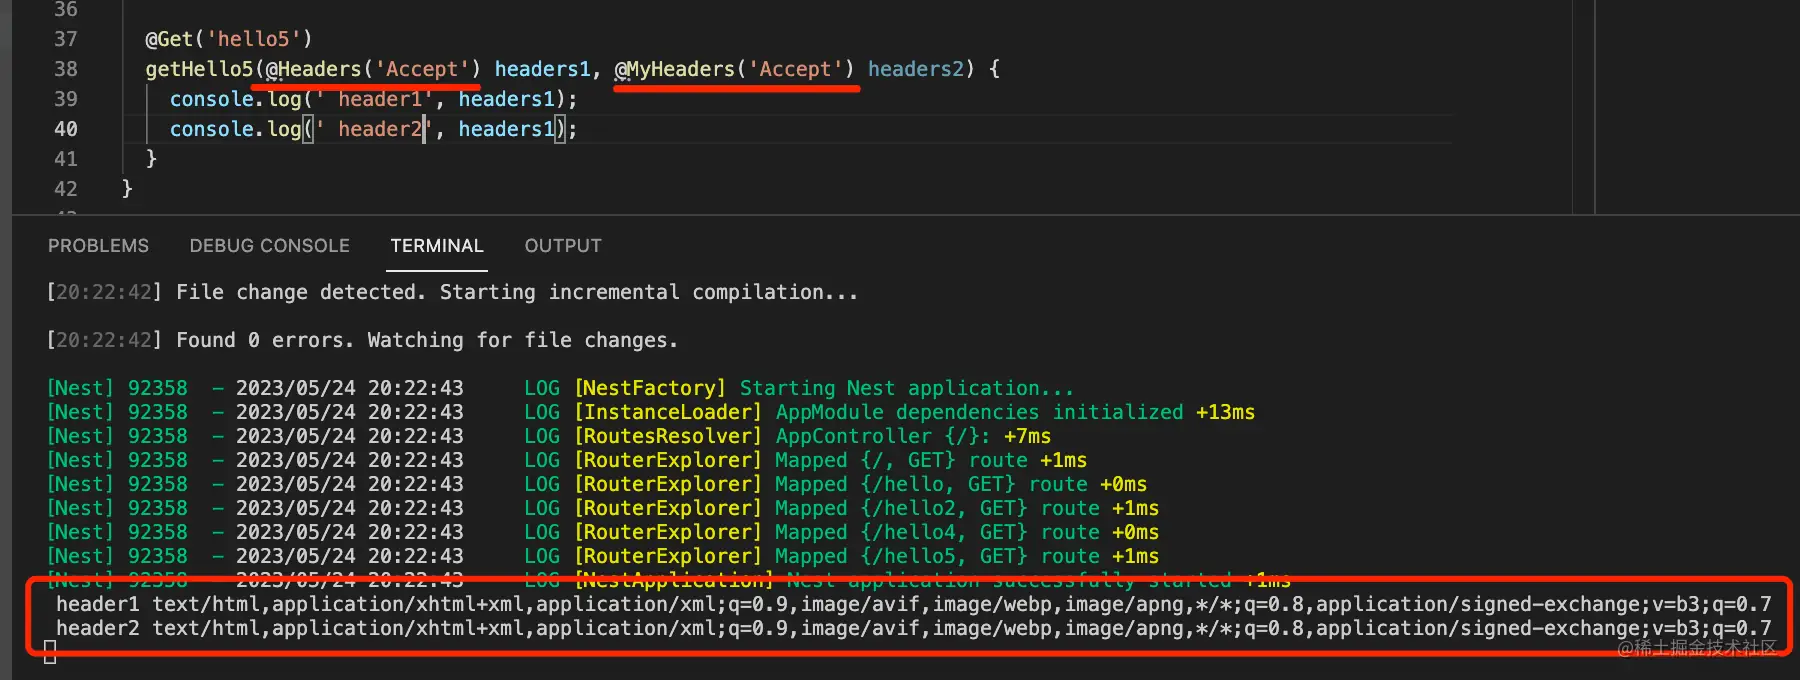 36
37 @Get('hello5')
38 getHello5(@Headers('Accept') headers1, @MyHeaders('Accept') headers2) {
39 console.log(' header1', headers1);
40 console.log(' header2', headers1);
41 }
42 }
PROBLEMS DEBUG CONSOLE TERMINAL OUTPUT
[20:22:42] File change detected. Starting incremental compilation...
[20:22:42] Found 0 errors. Watching for file changes.
[Nest] 92358 - 2023/05/24 20:22:43 LOG [NestFactory] Starting Nest application...
[Nest] 92358 - 2023/05/24 20:22:43 LOG [InstanceLoader] AppModule dependencies initialized +13ms
[Nest] 92358 - 2023/05/24 20:22:43 LOG [RoutesResolver] AppController {/}: +7ms
[Nest] 92358 - 2023/05/24 20:22:43 LOG [RouterExplorer] Mapped {/, GET} route +1ms
[Nest] 92358 - 2023/05/24 20:22:43 LOG [RouterExplorer] Mapped {/hello, GET} route +0ms
[Nest] 92358 - 2023/05/24 20:22:43 LOG [RouterExplorer] Mapped {/hello2, GET} route +1ms
[Nest] 92358 - 2023/05/24 20:22:43 LOG [RouterExplorer] Mapped {/hello4, GET} route +0ms
[Nest] 92358 - 2023/05/24 20:22:43 LOG [RouterExplorer] Mapped {/hello5, GET} route +1ms
[Nest] 92358 - 2023/05/24 20:22:43 LOG [NestApplication] Nest application successfully started +1ms
header1 text/html,application/xhtml+xml,application/xml;q=0.9,image/avif,image/webp,image/apng,*/*;q=0.8,application/signed-exchange;v=b3;q=0.7
header2 text/html,application/xhtml+xml,application/xml;q=0.9,image/avif,image/webp,image/apng,*/*;q=0.8,application/signed-exchange;v=b3;q=0.7
@稀土掘金技术社区